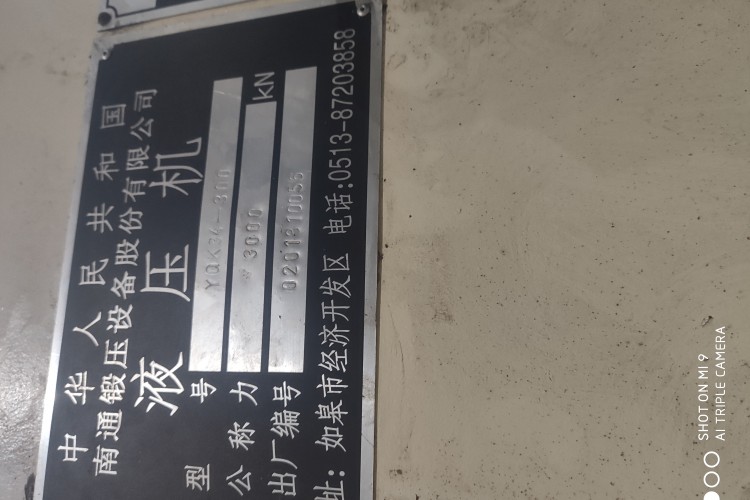 中华人民共和国
南通锻压设备股份有限公司
液压机
型号 YQK34-300
公称力 3000 kN
出厂编号 0201310055
址: 如皋市经济开发区 电话:0513-87203858
SHOT ON MI 9
AI TRIPLE CAMERA